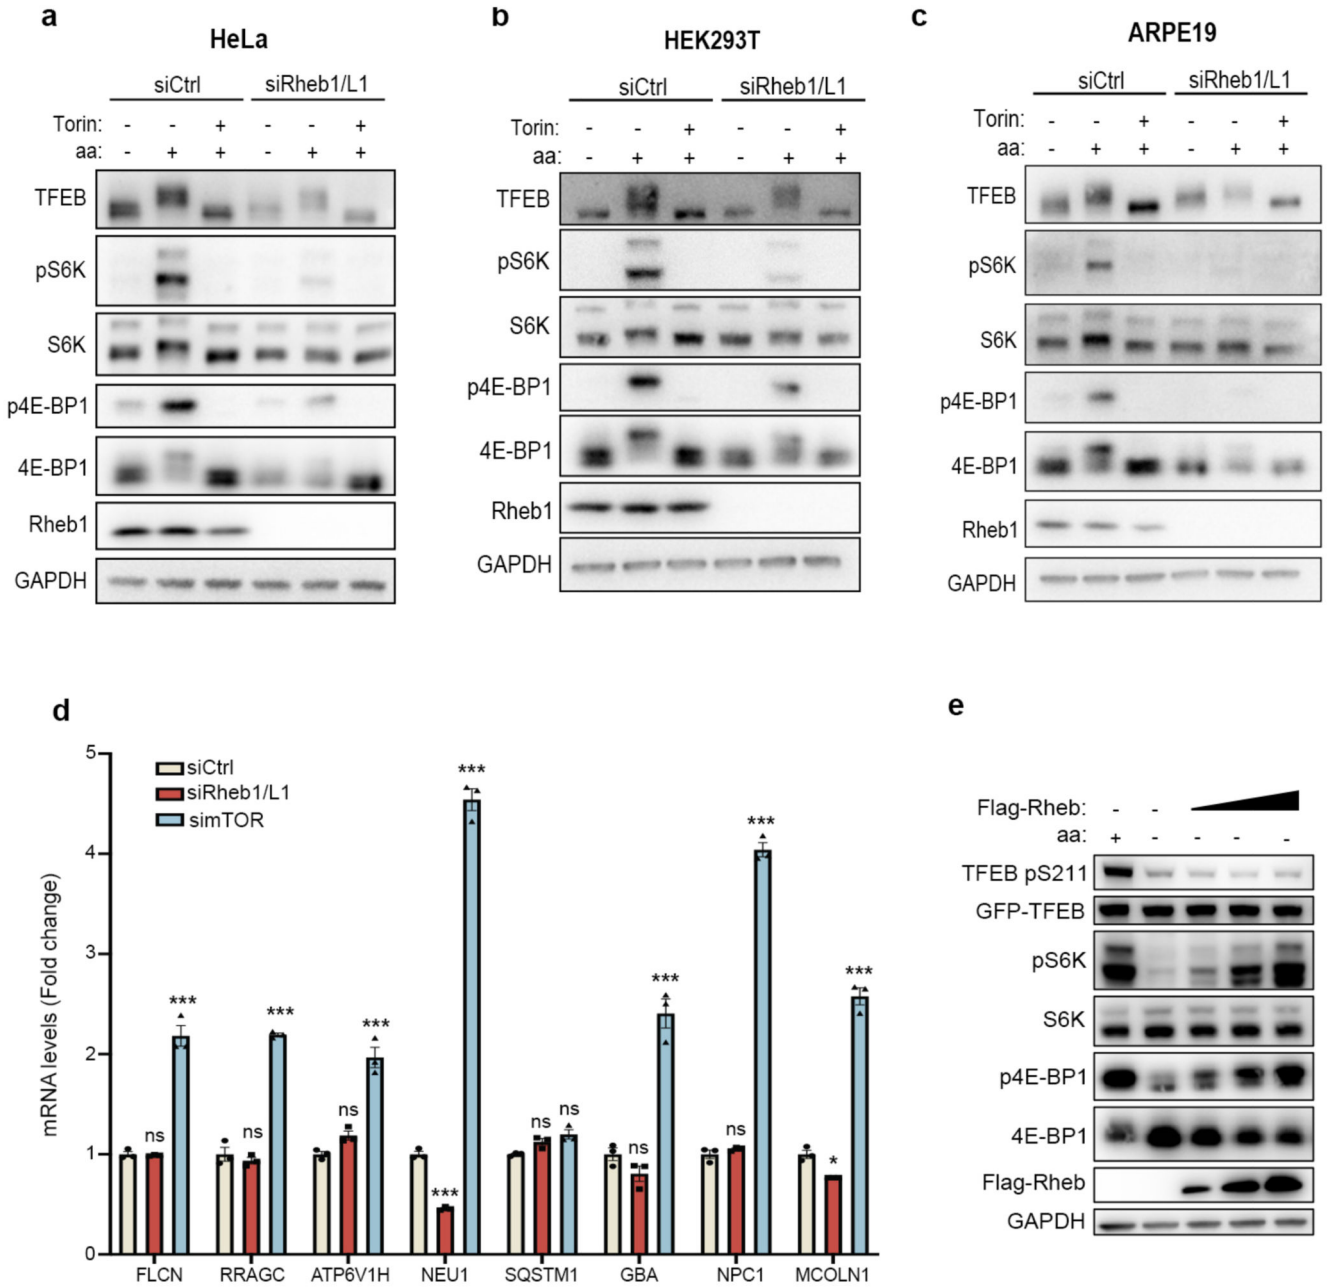 a
HeLa
siCtrl siRheb1/L1
Torin: - - + - - +
aa: - + + - + +
TFEB
pS6K
S6K
p4E-BP1
4E-BP1
Rheb1
GAPDH
b
HEK293T
siCtrl siRheb1/L1
Torin: - - + - - +
aa: - + + - + +
TFEB
pS6K
S6K
p4E-BP1
4E-BP1
Rheb1
GAPDH
c
ARPE19
siCtrl siRheb1/L1
Torin: - - + - - +
aa: - + + - + +
TFEB
pS6K
S6K
p4E-BP1
4E-BP1
Rheb1
GAPDH
d
mRNA levels (Fold change)
5
4
3
2
1
0
siCtrl
siRheb1/L1
simTOR
ns ***
ns ***
ns ***
*** ***
ns ns
ns ***
ns ***
* ***
FLCN RRAGC ATP6V1H NEU1 SQSTM1 GBA NPC1 MCOLN1
e
Flag-Rheb: - -
aa: + - - - -
TFEB pS211
GFP-TFEB
pS6K
S6K
p4E-BP1
4E-BP1
Flag-Rheb
GAPDH